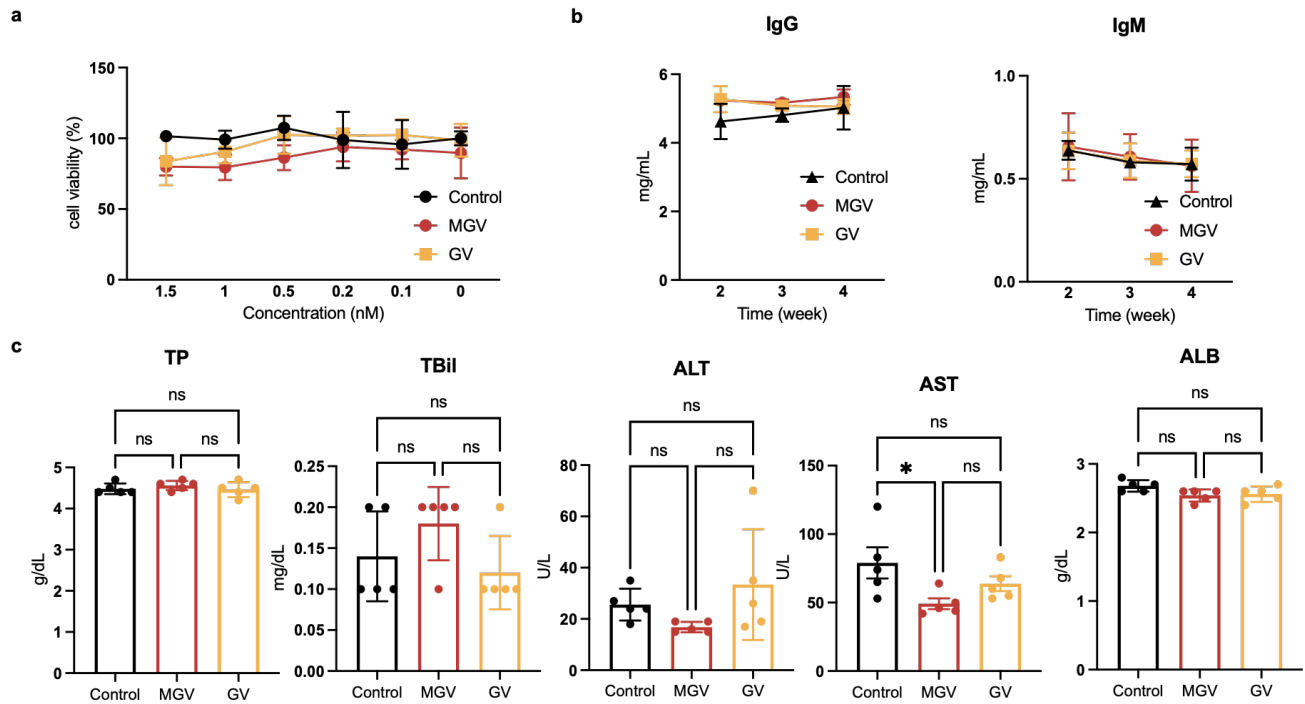 a
150
100
50
0
cell viability (%)
1.5 1 0.5 0.2 0.1 0
Concentration (nM)
Control
MGV
GV
b
IgG
6
4
2
0
mg/mL
2 3 4
Time (week)
Control
MGV
GV
IgM
1.0
0.5
0.0
mg/mL
2 3 4
Time (week)
Control
MGV
GV
c
TP
ns
ns ns
5
4
3
2
1
0
g/dL
Control MGV GV
TBil
ns
ns ns
0.25
0.20
0.15
0.10
0.05
0.00
mg/dL
Control MGV GV
ALT
ns
ns ns
80
60
40
20
0
U/L
Control MGV GV
AST
ns
* ns
150
100
50
0
U/L
Control MGV GV
ALB
ns
ns ns
3
2
1
0
g/dL
Control MGV GV